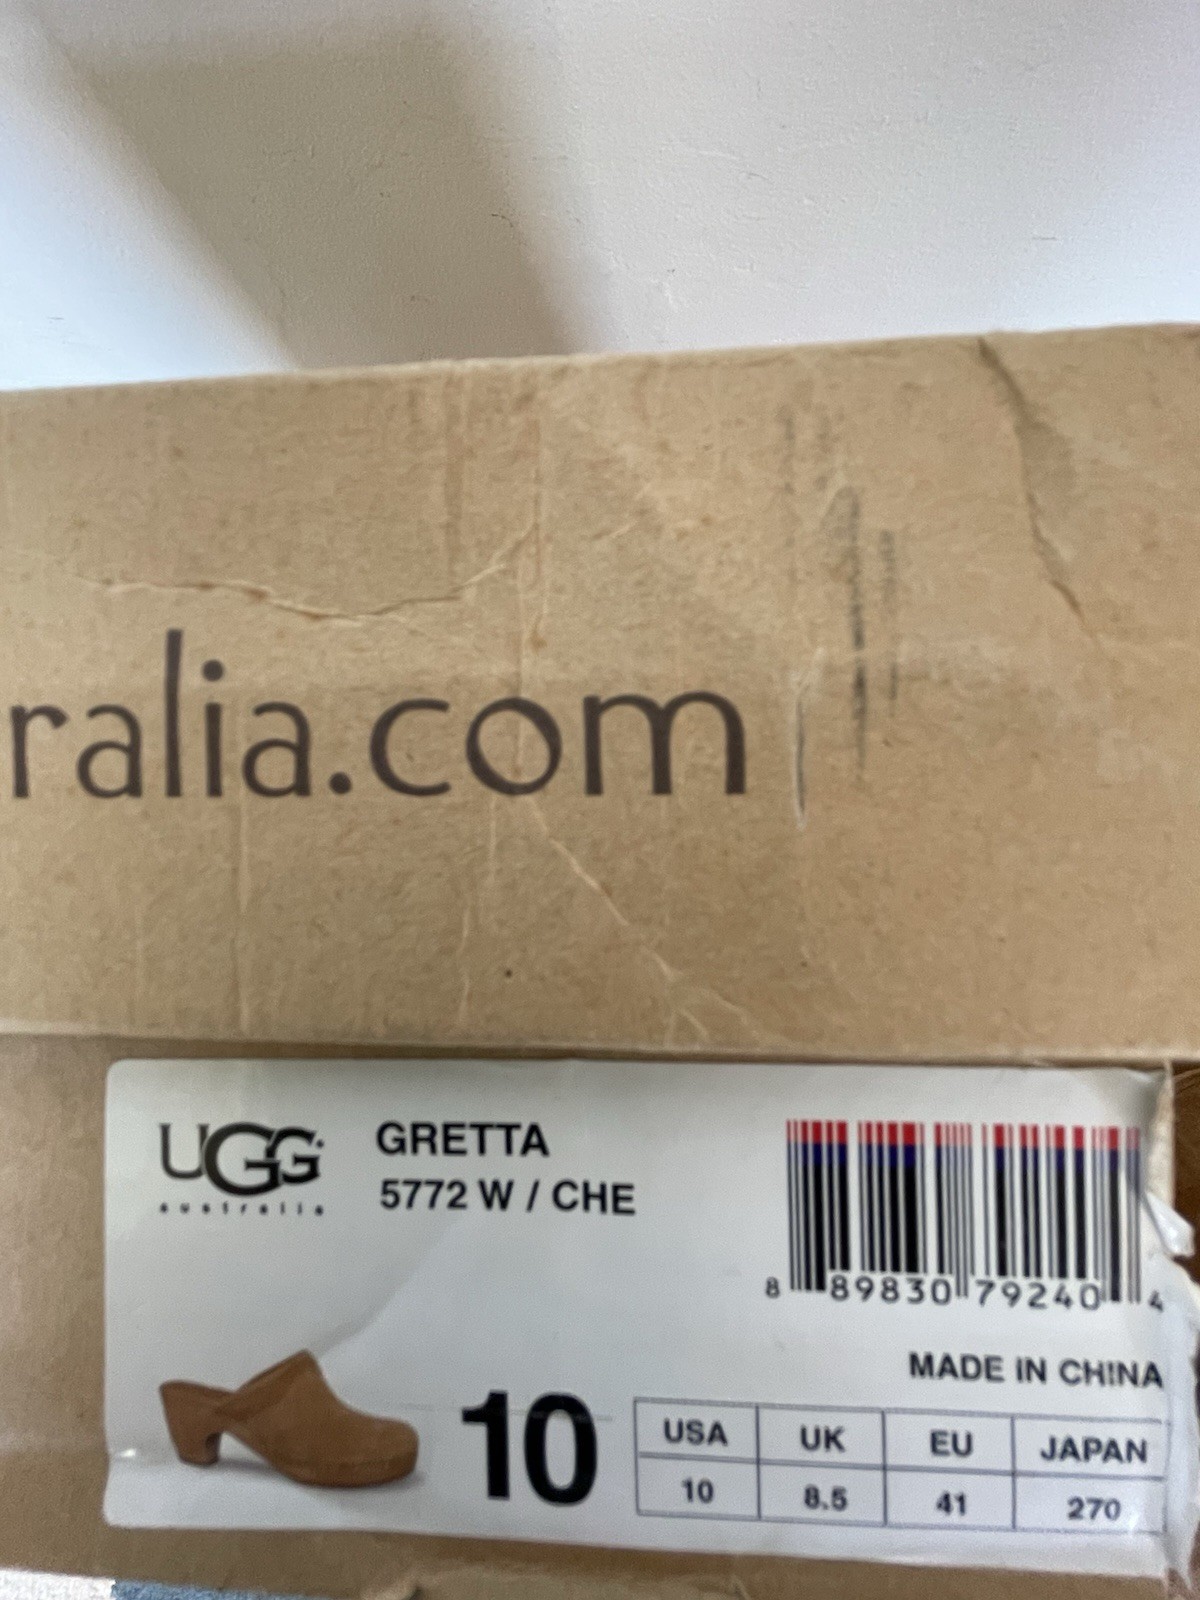 ralia.com
UGG
australia
GRETTA
5772 W / CHE
8 89830 79240 4
MADE IN CHINA
10
USA UK EU JAPAN
10 8.5 41 270